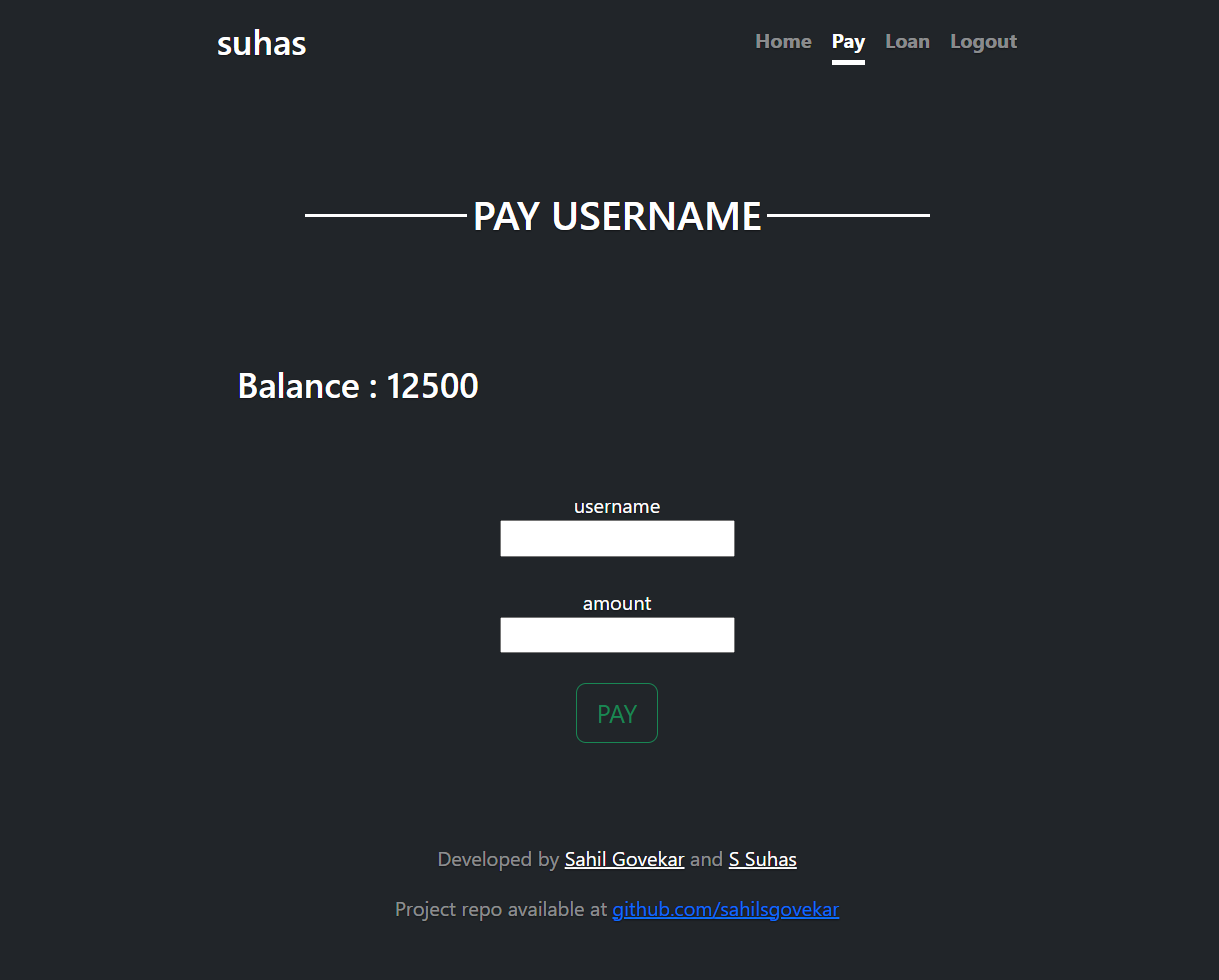 suhas
Home Pay Loan Logout
PAY USERNAME
Balance : 12500
username
amount
PAY
Developed by Sahil Govekar and S Suhas
Project repo available at github.com/sahilsgovekar